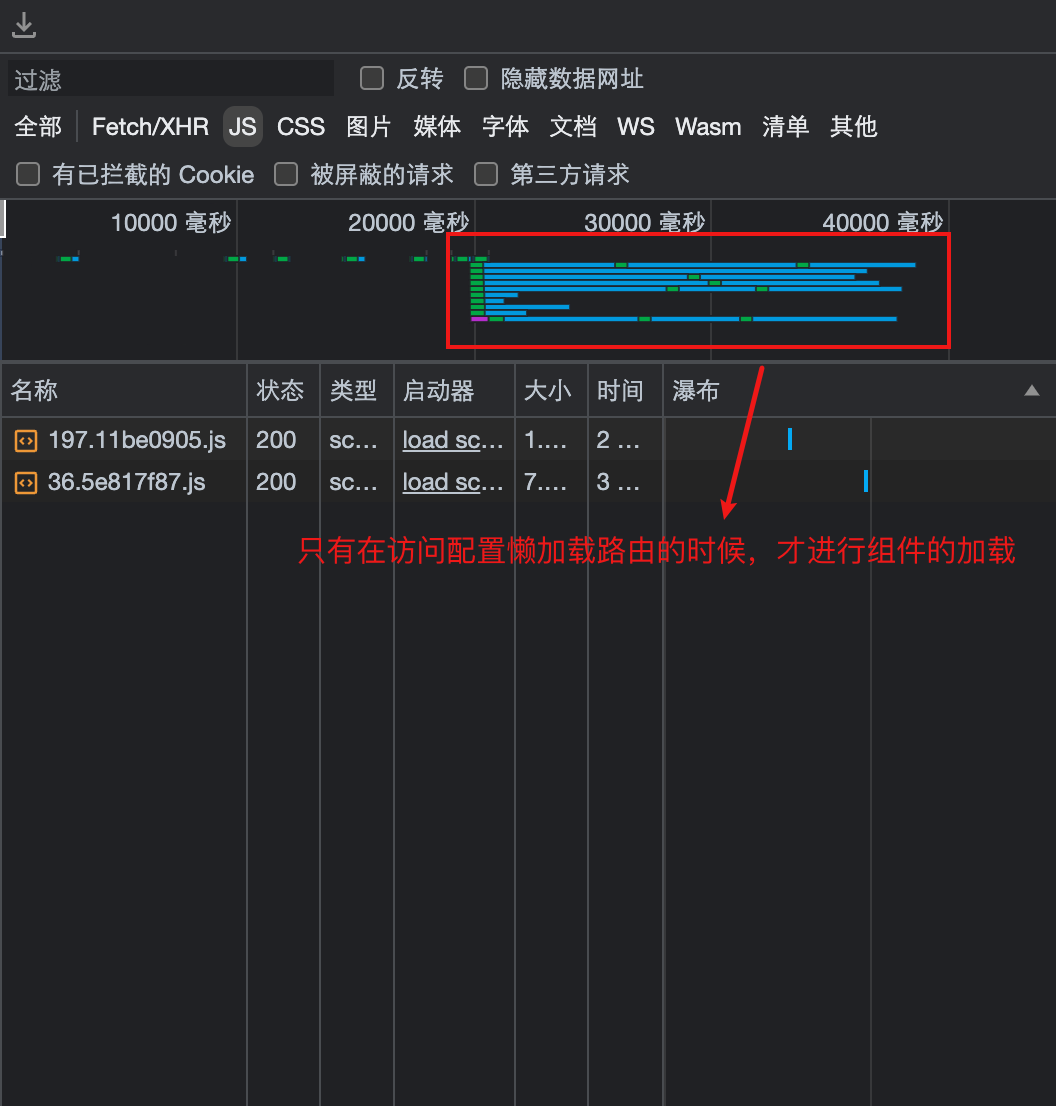 过滤 反转 隐藏数据网址
全部 Fetch/XHR JS CSS 图片 媒体 字体 文档 WS Wasm 清单 其他
有已拦截的 Cookie 被屏蔽的请求 第三方请求
10000 毫秒 20000 毫秒 30000 毫秒 40000 毫秒
名称 状态 类型 启动器 大小 时间 瀑布
197.11be0905.js 200 sc... load sc... 1.... 2 ...
36.5e817f87.js 200 sc... load sc... 7.... 3 ...
只有在访问配置懒加载路由的时候，才进行组件的加载